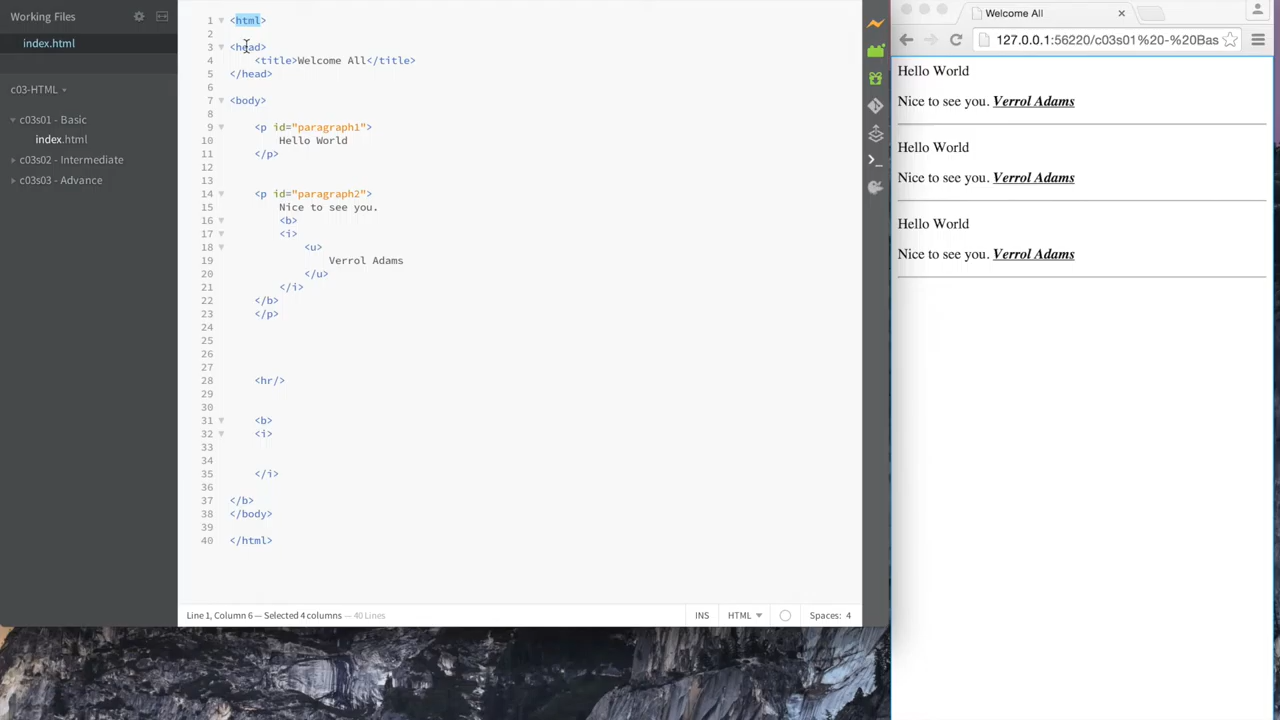 Working Files
index.html
c03-HTML
c03s01 - Basic
index.html
c03s02 - Intermediate
c03s03 - Advance
1 <html>
2
3 <head>
4 <title>Welcome All</title>
5 </head>
6
7 <body>
8
9 <p id="paragraph1">
10 Hello World
11 </p>
12
13
14 <p id="paragraph2">
15 Nice to see you.
16 <b>
17 <i>
18 <u>
19 Verrol Adams
20 </u>
21 </i>
22 </b>
23 </p>
24
25
26
27
28 <hr/>
29
30
31 <b>
32 <i>
33
34
35 </i>
36
37 </b>
38 </body>
39
40 </html>
Line 1, Column 6 — Selected 4 columns — 40 Lines
INS
HTML
Spaces: 4
Welcome All
127.0.0.1:56220/c03s01%20-%20Bas
Hello World
Nice to see you. Verrol Adams
Hello World
Nice to see you. Verrol Adams
Hello World
Nice to see you. Verrol Adams